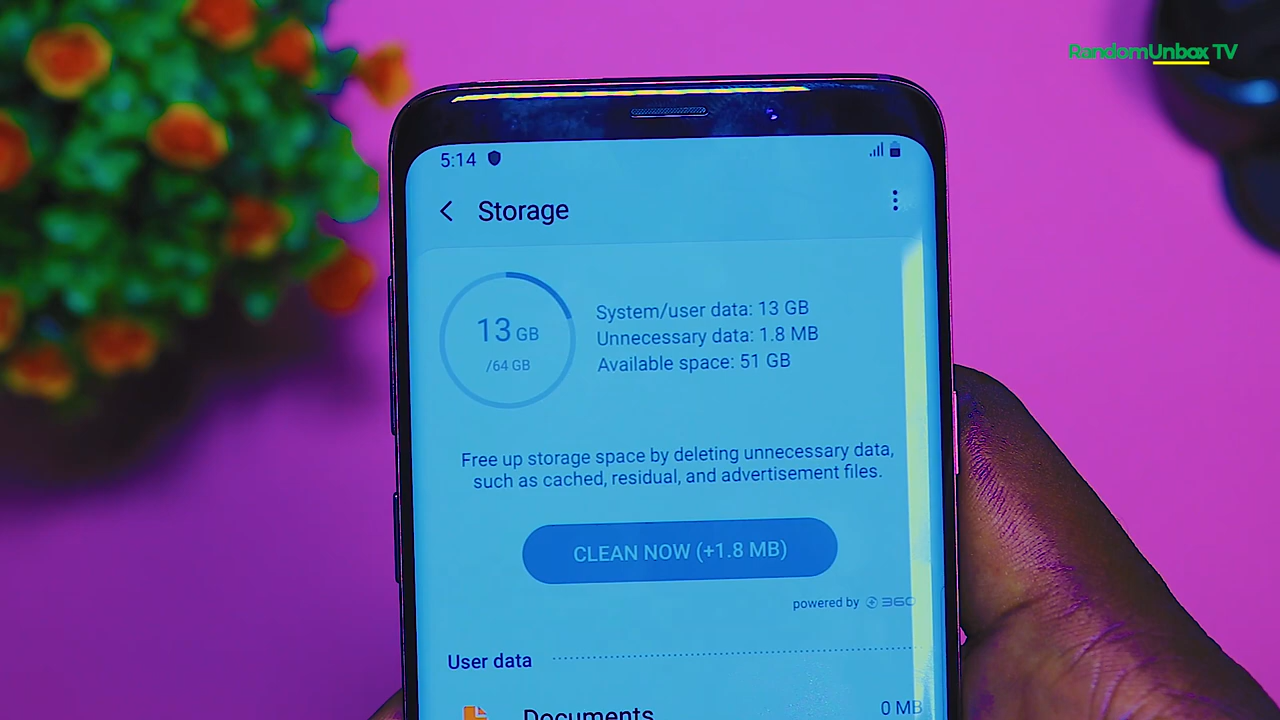 RandomUnbox TV
5:14
Storage
13 GB
/64 GB
System/user data: 13 GB
Unnecessary data: 1.8 MB
Available space: 51 GB
Free up storage space by deleting unnecessary data,
such as cached, residual, and advertisement files.
CLEAN NOW (+1.8 MB)
powered by 360
User data
Documents 0 MB